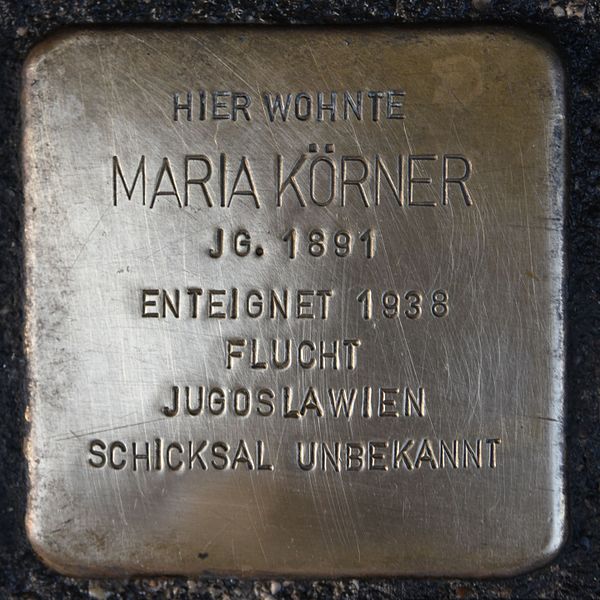 HIER WOHNTE
MARIA KÖRNER
JG. 1891
ENTEIGNET 1938
FLUCHT
JUGOSLAWIEN
SCHICKSAL UNBEKANNT